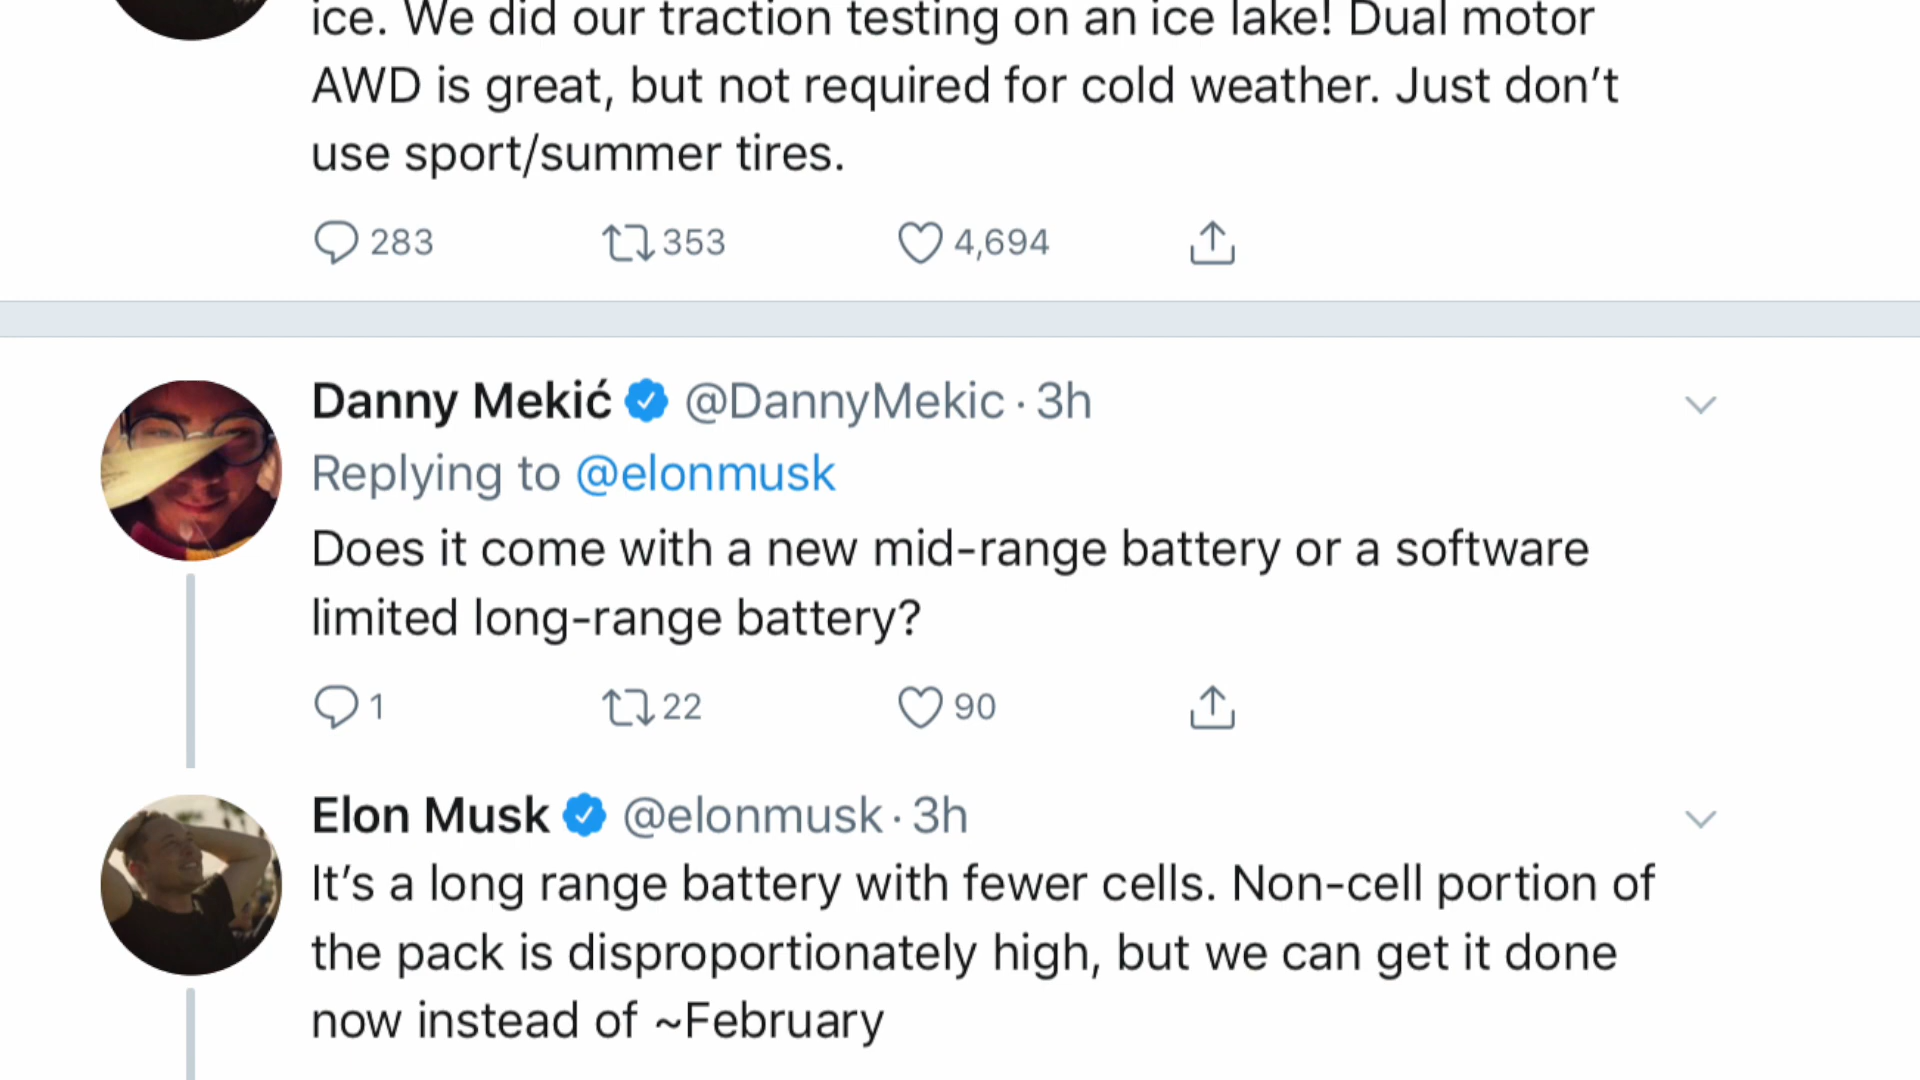 ice. We did our traction testing on an ice lake! Dual motor
AWD is great, but not required for cold weather. Just don’t
use sport/summer tires.
283 353 4,694
Danny Mekić @DannyMekic · 3h
Replying to @elonmusk
Does it come with a new mid-range battery or a software
limited long-range battery?
1 22 90
Elon Musk @elonmusk · 3h
It’s a long range battery with fewer cells. Non-cell portion of
the pack is disproportionately high, but we can get it done
now instead of ~February